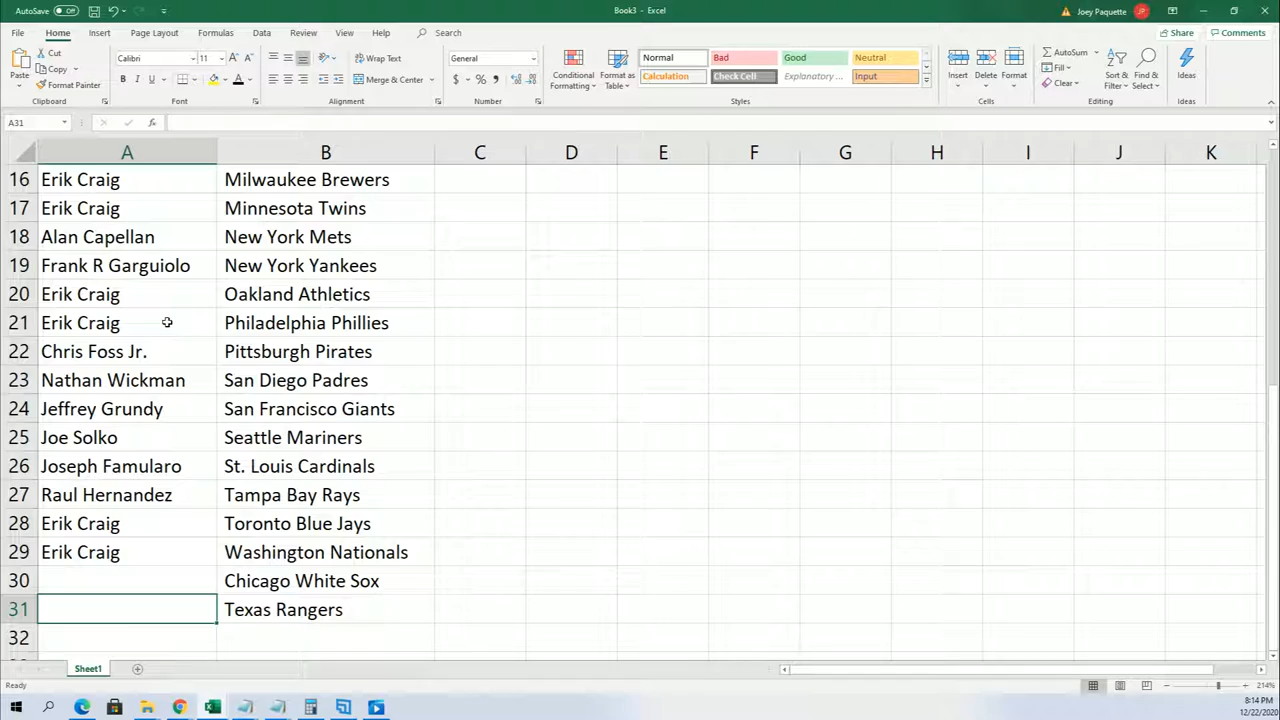 AutoSave Off Book3 - Excel Joey Paquette JP
File Home Insert Page Layout Formulas Data Review View Help Search Share Comments
Paste Cut Copy Format Painter Clipboard
Calibri 11 B I U Font
Wrap Text Merge & Center Alignment
General $ % Number
Conditional Formatting Format as Table Normal Bad Good Neutral Calculation Check Cell Explanatory ... Input Styles
Insert Delete Format Cells
AutoSum Fill Clear Sort & Filter Find & Select Editing
Ideas Ideas
A31 fx
A B C D E F G H I J K
16 Erik Craig Milwaukee Brewers
17 Erik Craig Minnesota Twins
18 Alan Capellan New York Mets
19 Frank R Garguiolo New York Yankees
20 Erik Craig Oakland Athletics
21 Erik Craig Philadelphia Phillies
22 Chris Foss Jr. Pittsburgh Pirates
23 Nathan Wickman San Diego Padres
24 Jeffrey Grundy San Francisco Giants
25 Joe Solko Seattle Mariners
26 Joseph Famularo St. Louis Cardinals
27 Raul Hernandez Tampa Bay Rays
28 Erik Craig Toronto Blue Jays
29 Erik Craig Washington Nationals
30 Chicago White Sox
31 Texas Rangers
32
Sheet1
Ready 214%
8:14 PM
12/22/2020